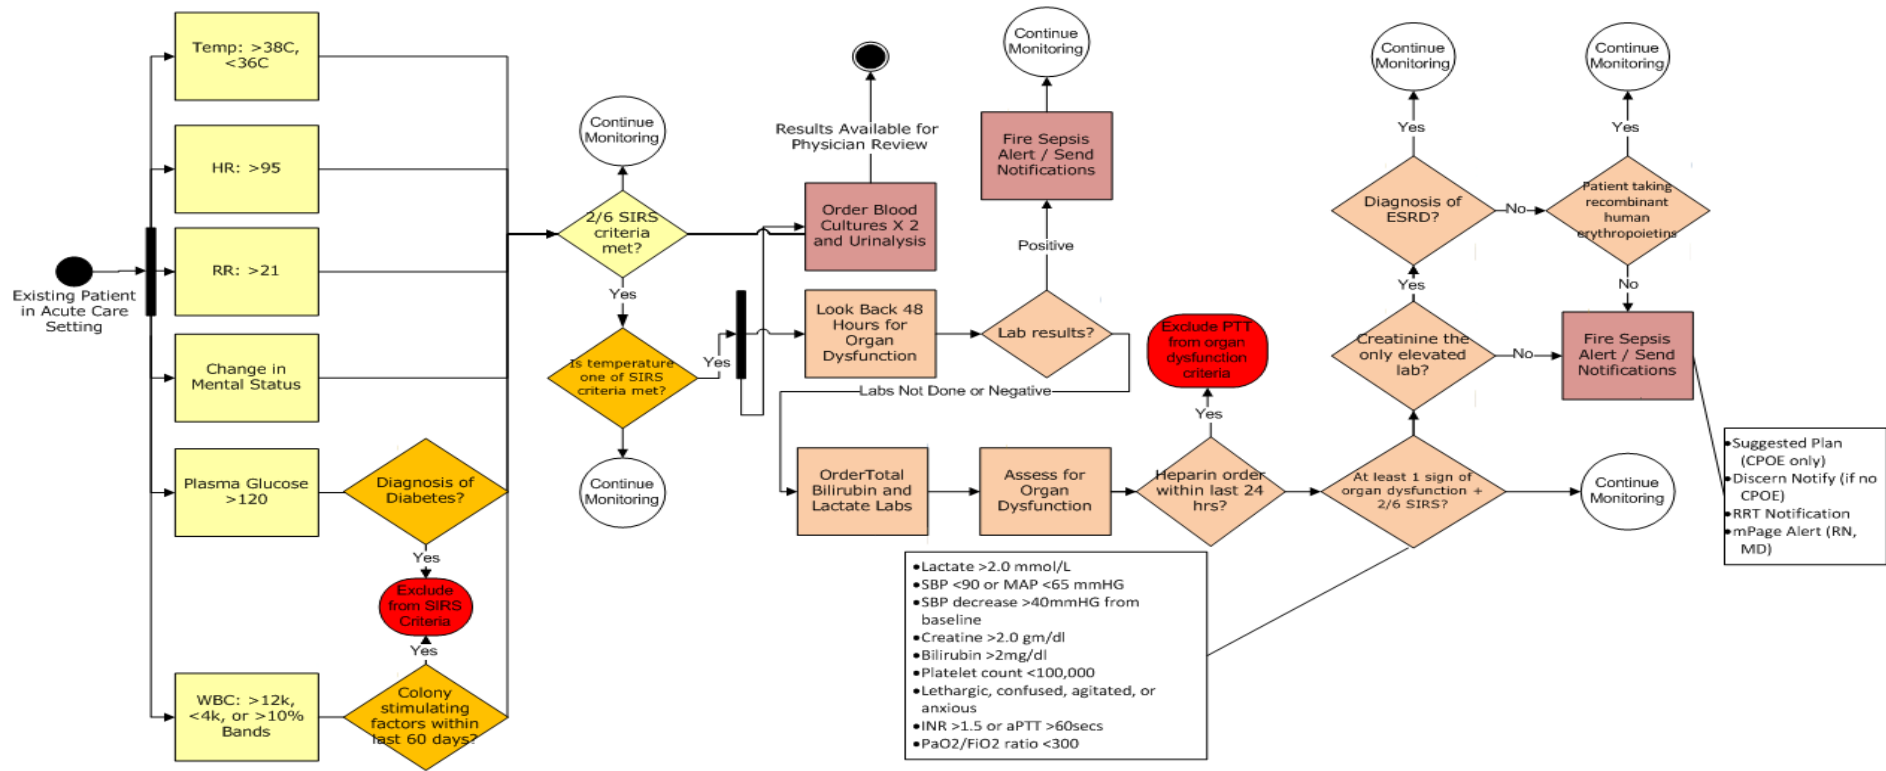 Existing Patient
in Acute Care
Setting
Temp: >38C,
<36C
HR: >95
RR: >21
Change in
Mental Status
Plasma Glucose
>120
WBC: >12k,
<4k, or >10%
Bands
Diagnosis of
Diabetes?
Yes
Exclude
from SIRS
Criteria
Yes
Colony
stimulating
factors within
last 60 days?
Continue
Monitoring
2/6 SIRS
criteria
met?
Yes
Is temperature
one of SIRS
criteria met?
Yes
Continue
Monitoring
Results Available for
Physician Review
Order Blood
Cultures X 2
and Urinalysis
Look Back 48
Hours for
Organ
Dysfunction
Lab results?
Positive
Fire Sepsis
Alert / Send
Notifications
Continue
Monitoring
Labs Not Done or Negative
OrderTotal
Bilirubin and
Lactate Labs
Assess for
Organ
Dysfunction
Heparin order
within last 24
hrs?
Yes
Exclude PTT
from organ
dysfunction
criteria
At least 1 sign of
organ dysfunction +
2/6 SIRS?
Continue
Monitoring
•Lactate >2.0 mmol/L
•SBP <90 or MAP <65 mmHG
•SBP decrease >40mmHG from
baseline
•Creatine >2.0 gm/dl
•Bilirubin >2mg/dl
•Platelet count <100,000
•Lethargic, confused, agitated, or
anxious
•INR >1.5 or aPTT >60secs
•PaO2/FiO2 ratio <300
Creatinine the
only elevated
lab?
Yes
No
Diagnosis of
ESRD?
Yes
Continue
Monitoring
No
Patient taking
recombinant
human
erythropoietins
Yes
Continue
Monitoring
No
Fire Sepsis
Alert / Send
Notifications
•Suggested Plan
(CPOE only)
•Discern Notify (if no
CPOE)
•RRT Notification
•mPage Alert (RN,
MD)